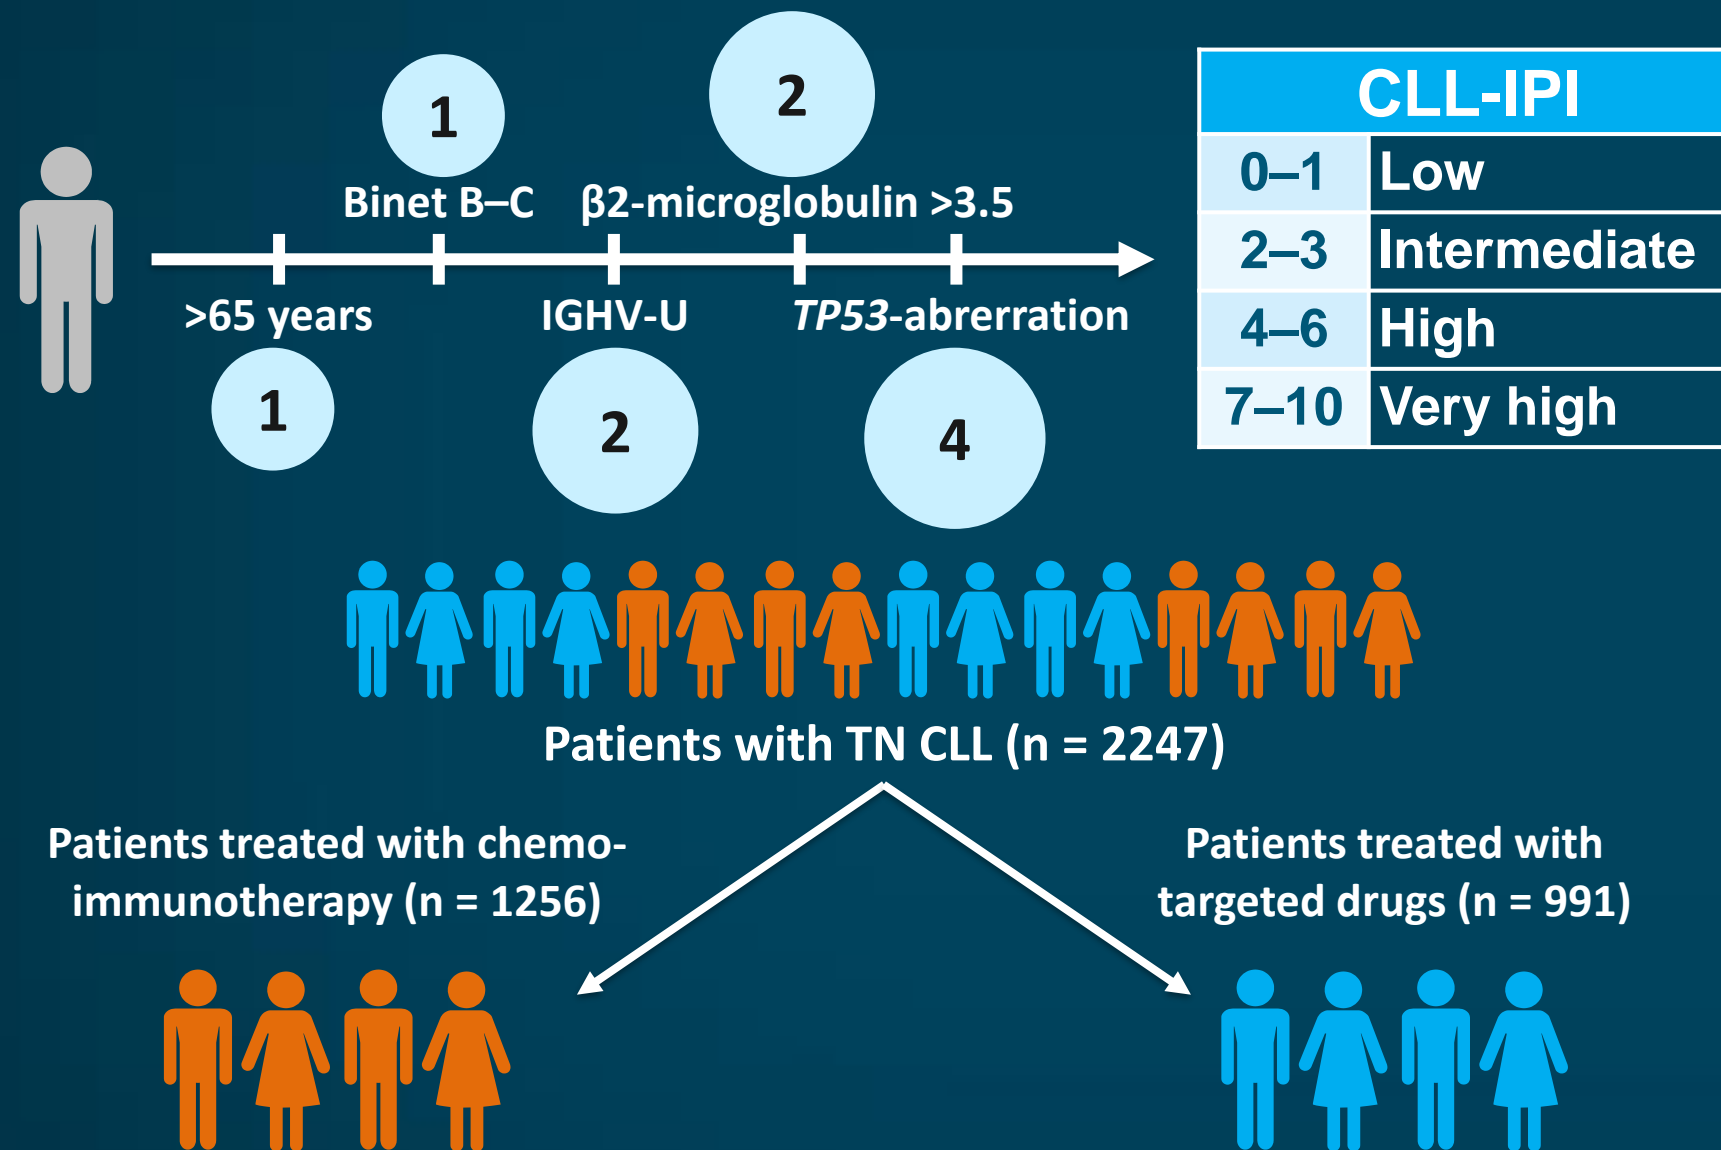 1
2
Binet B–C
β2-microglobulin >3.5
>65 years
IGHV-U
TP53-abrerration
1
2
4
CLL-IPI
0–1 Low
2–3 Intermediate
4–6 High
7–10 Very high
Patients with TN CLL (n = 2247)
Patients treated with chemo-
immunotherapy (n = 1256)
Patients treated with
targeted drugs (n = 991)